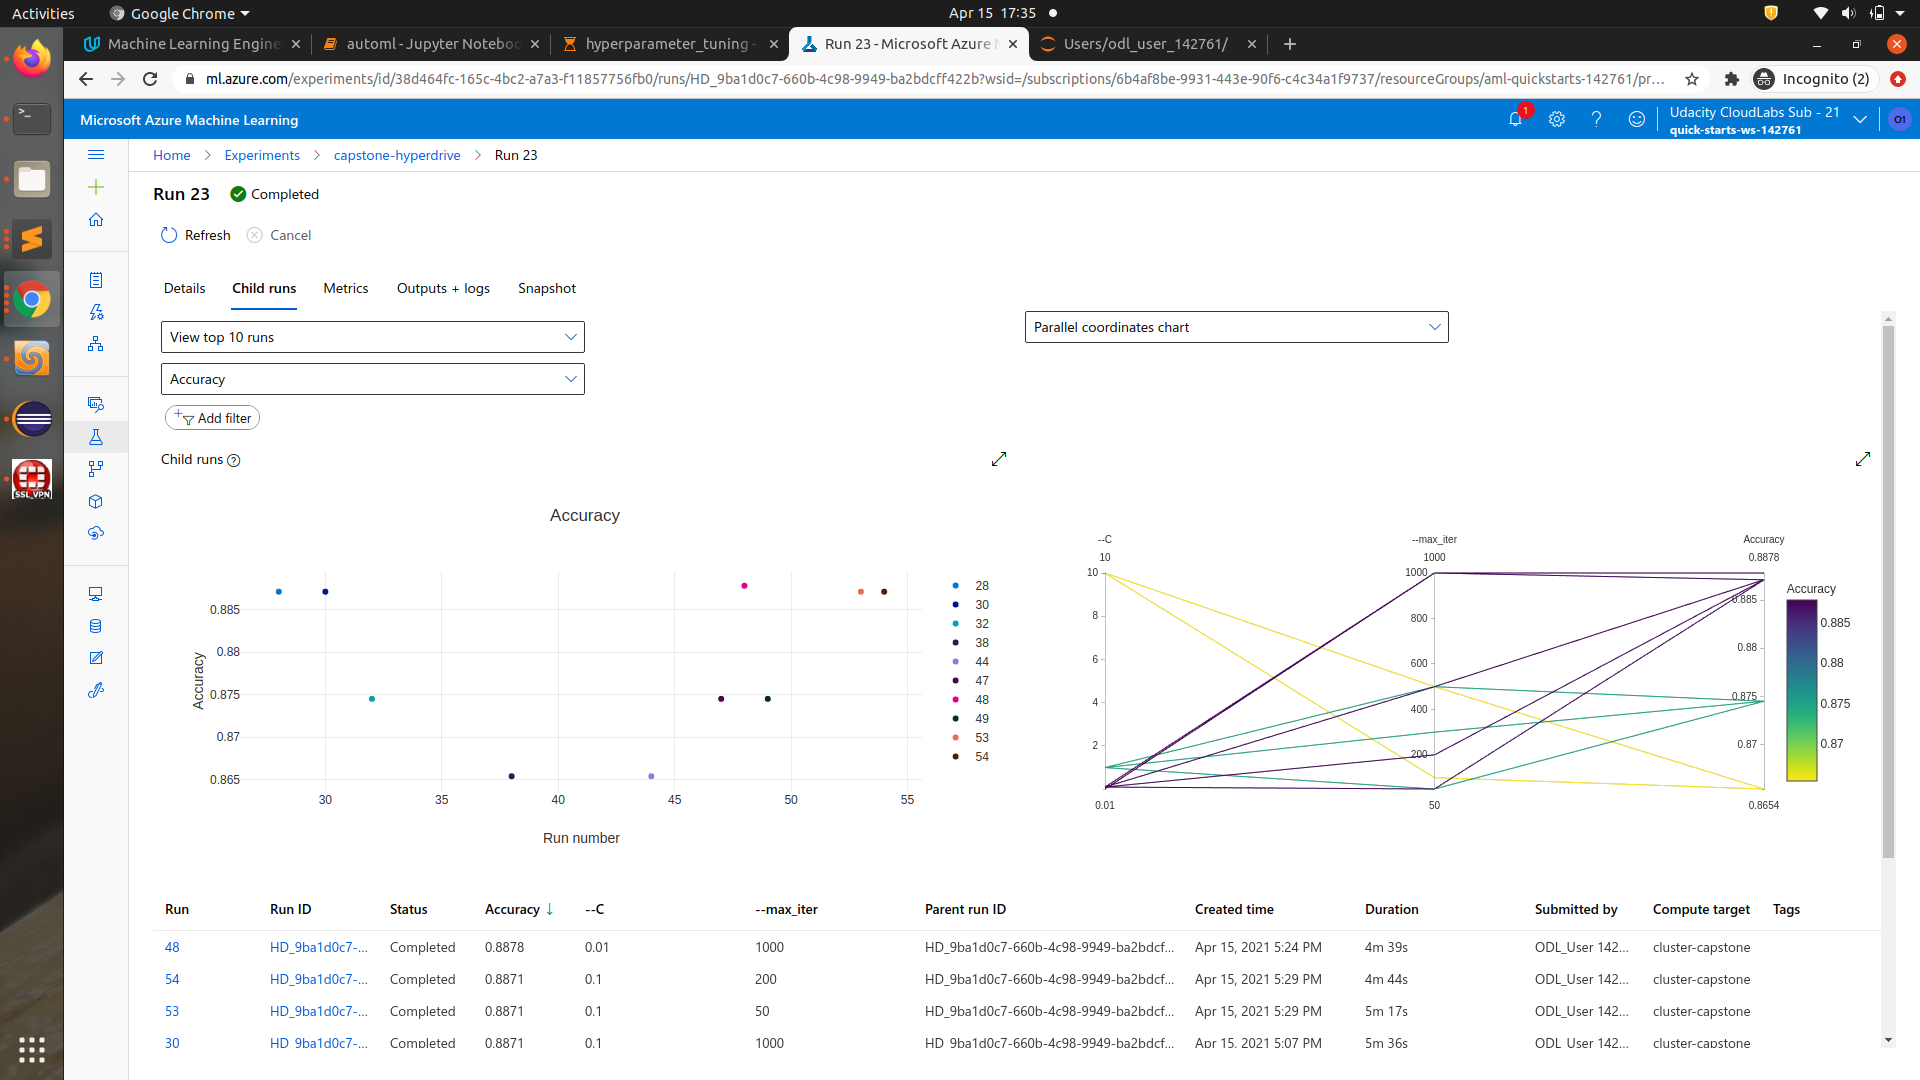 Activities
Google Chrome
Apr 15 17:35
Machine Learning Engine
automl - Jupyter Notebo
hyperparameter_tuning -
Run 23 - Microsoft Azure
Users/odl_user_142761/
ml.azure.com/experiments/id/38d464fc-165c-4bc2-a7a3-f11857756fb0/runs/HD_9ba1d0c7-660b-4c98-9949-ba2bdcff422b?wsid=/subscriptions/6b4af8be-9931-443e-90f6-c4c34a1f9737/resourceGroups/aml-quickstarts-142761/pr...
Incognito (2)
Microsoft Azure Machine Learning
1
Udacity CloudLabs Sub - 21
quick-starts-ws-142761
O1
Home > Experiments > capstone-hyperdrive > Run 23
Run 23
Completed
Refresh
Cancel
Details
Child runs
Metrics
Outputs + logs
Snapshot
View top 10 runs
Parallel coordinates chart
Accuracy
Add filter
Child runs
SSL VPN
Accuracy
Accuracy
0.885
0.88
0.875
0.87
0.865
30
35
40
45
50
55
Run number
28
30
32
38
44
47
48
49
53
54
--C
10
10
8
6
4
2
0.01
--max_iter
1000
1000
800
600
400
200
50
Accuracy
0.8878
0.885
0.88
0.875
0.87
0.8654
Accuracy
0.885
0.88
0.875
0.87
Run Run ID Status Accuracy ↓ --C --max_iter Parent run ID Created time Duration Submitted by Compute target Tags
48 HD_9ba1d0c7-... Completed 0.8878 0.01 1000 HD_9ba1d0c7-660b-4c98-9949-ba2bdcf... Apr 15, 2021 5:24 PM 4m 39s ODL_User 142... cluster-capstone
54 HD_9ba1d0c7-... Completed 0.8871 0.1 200 HD_9ba1d0c7-660b-4c98-9949-ba2bdcf... Apr 15, 2021 5:29 PM 4m 44s ODL_User 142... cluster-capstone
53 HD_9ba1d0c7-... Completed 0.8871 0.1 50 HD_9ba1d0c7-660b-4c98-9949-ba2bdcf... Apr 15, 2021 5:29 PM 5m 17s ODL_User 142... cluster-capstone
30 HD_9ba1d0c7-... Completed 0.8871 0.1 1000 HD_9ba1d0c7-660b-4c98-9949-ba2bdcf... Apr 15, 2021 5:07 PM 5m 36s ODL_User 142... cluster-capstone